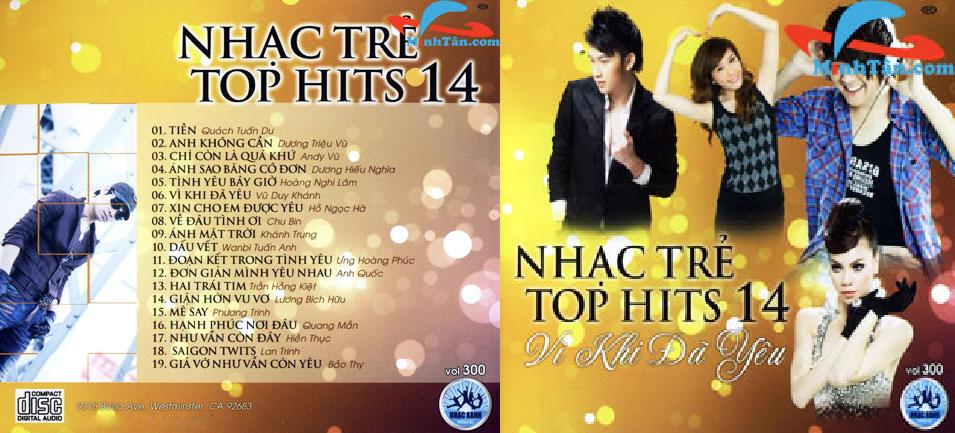 NHẠC TRẺ
TOP HITS 14
MinhTân.com
01. TIỀN Quách Tuấn Du
02. ANH KHÔNG CẦN Dương Triệu Vũ
03. CHỈ CÒN LÀ QUÁ KHỨ Andy Vũ
04. ÁNH SAO BĂNG CÔ ĐƠN Dương Hiếu Nghĩa
05. TÌNH YÊU BÂY GIỜ Hoàng Nghi Lâm
06. VÌ KHI ĐÃ YÊU Vũ Duy Khánh
07. XIN CHO EM ĐƯỢC YÊU Hồ Ngọc Hà
08. VỀ ĐÂU TÌNH ƠI Chu Bin
09. ÁNH MẶT TRỜI Khánh Trung
10. DẤU VẾT Wanbi Tuấn Anh
11. ĐOẠN KẾT TRONG TÌNH YÊU Ưng Hoàng Phúc
12. ĐƠN GIẢN MÌNH YÊU NHAU Anh Quốc
13. HAI TRÁI TIM Trần Hồng Kiệt
14. GIẬN HỜN VU VƠ Lương Bích Hữu
15. MÊ SAY Phương Trinh
16. HẠNH PHÚC NƠI ĐÂU Quang Mẫn
17. NHƯ VẪN CÒN ĐÂY Hiền Thục
18. SAIGON TWITS Lan Trinh
19. GIẢ VỜ NHƯ VẪN CÒN YÊU Bảo Thy
vol 300
COMPACT
disc
DIGITAL AUDIO
9315 Bolsa Ave, Westminster, CA 92683
NHẠC XANH
MinhTân.com
NHẠC TRẺ
TOP HITS 14
Vì Khi Đã Yêu
vol 300
NHẠC XANH